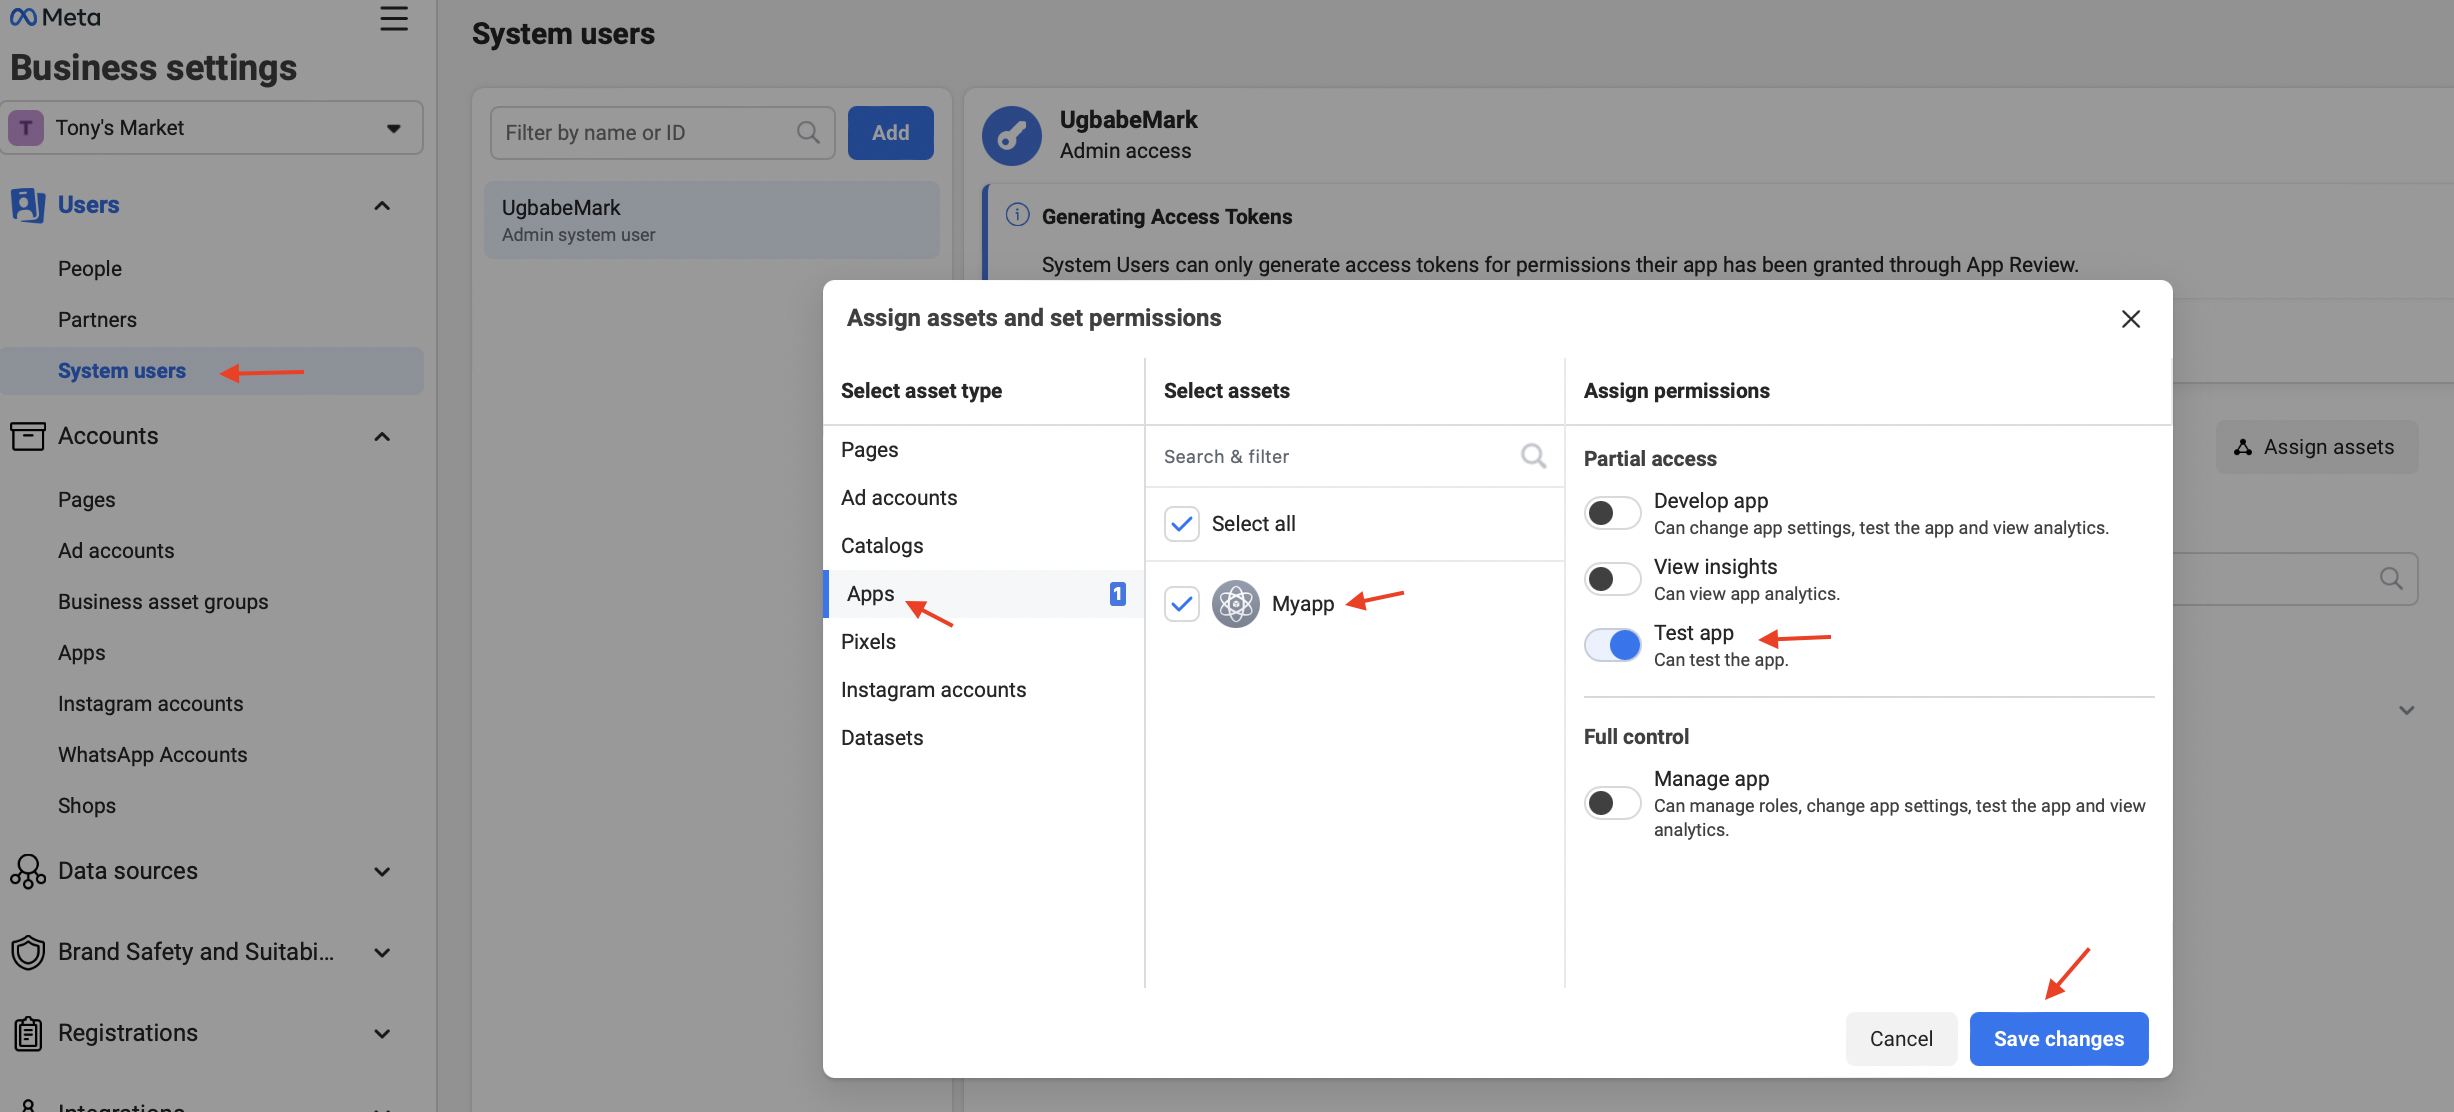 Meta
Business settings
T
Tony's Market
Users
People
Partners
System users
Accounts
Pages
Ad accounts
Business asset groups
Apps
Instagram accounts
WhatsApp Accounts
Shops
Data sources
Brand Safety and Suitabi...
Registrations
Integrations
System users
Filter by name or ID
Add
UgbabeMark
Admin system user
UgbabeMark
Admin access
Generating Access Tokens
System Users can only generate access tokens for permissions their app has been granted through App Review.
Assign assets
Assign assets and set permissions
Select asset type
Pages
Ad accounts
Catalogs
Apps
1
Pixels
Instagram accounts
Datasets
Select assets
Search & filter
Select all
Myapp
Assign permissions
Partial access
Develop app
Can change app settings, test the app and view analytics.
View insights
Can view app analytics.
Test app
Can test the app.
Full control
Manage app
Can manage roles, change app settings, test the app and view
analytics.
Cancel
Save changes